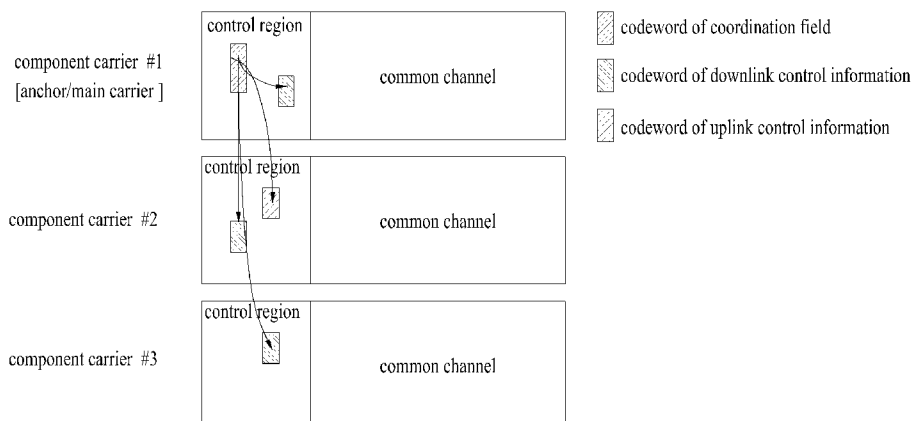 control region
component carrier #1
[anchor/main carrier ]
common channel
codeword of coordination field
codeword of downlink control information
codeword of uplink control information
control region
component carrier #2
common channel
control region
component carrier #3
common channel